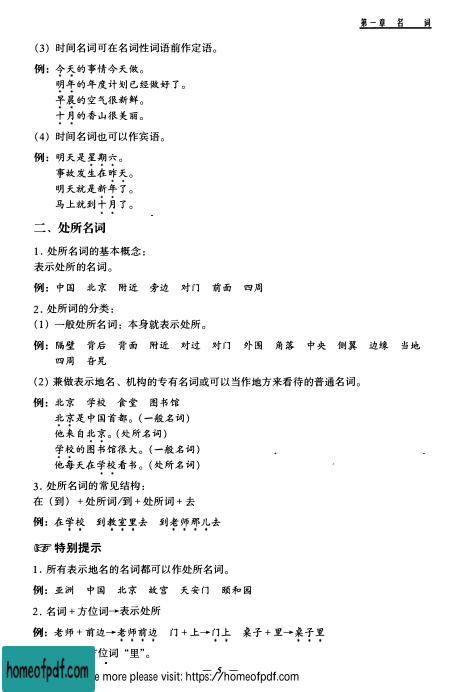 第一章 名 词
(3) 时间名词可在名词性词语前作定语。
例: 今天的事情今天做。
明年的年度计划已经做好了。
早晨的空气很新鲜。
十月的香山很美丽。
(4) 时间名词也可以作宾语。
例: 明天是星期六。
事故发生在昨天。
明天就是新年了。
马上就到十月了。
二、处所名词
1. 处所名词的基本概念:
表示处所的名词。
例: 中国 北京 附近 旁边 对门 前面 四周
2. 处所词的分类:
(1) 一般处所名词: 本身就表示处所。
例: 隔壁 背后 背面 附近 对过 对门 外围 角落 中央 侧翼 边缘 当地
四周 旮旯
(2) 兼做表示地名、机构的专有名词或可以当作地方来看待的普通名词。
例: 北京 学校 食堂 图书馆
北京是中国首都。(一般名词)
他来自北京。(处所名词)
学校的图书馆很大。(一般名词)
他每天在学校看书。(处所名词)
3. 处所名词的常见结构:
在 (到) + 处所词/到 + 处所词 + 去
例: 在学校 到教室里去 到老师那儿去
☞ 特别提示
1. 所有表示地名的名词都可以作处所名词。
例: 亚洲 中国 北京 故宫 天安门 颐和园
2. 名词 + 方位词→表示处所
例: 老师 + 前边→老师前边 门 + 上→门上 桌子 + 里→桌子里
位词 “里”。
— 5 —
homeofpdf.com
e more please visit: https://homeofpdf.com